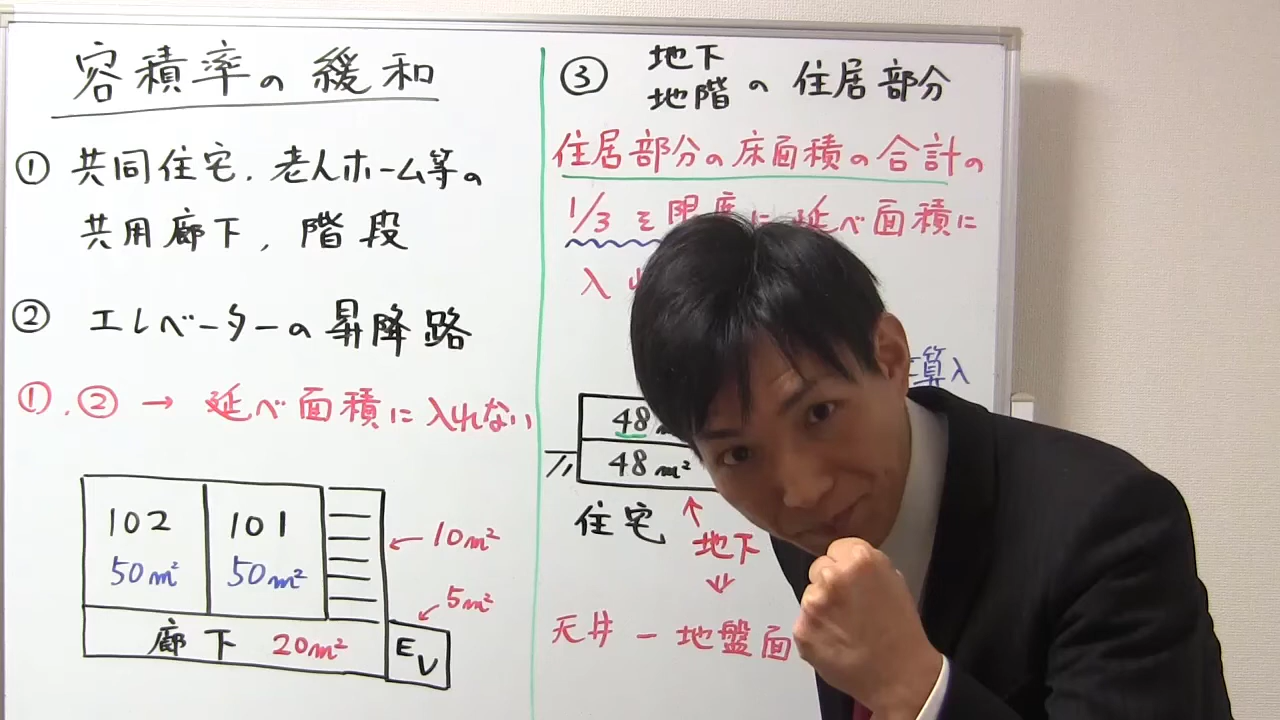 容積率の緩和
① 共同住宅、老人ホーム等の
共用廊下、階段
② エレベーターの昇降路
①、② → 延べ面積に入れない
102
50m²
101
50m²
← 10m²
5m²
廊下 20m²
EV
③ 地下
地階 の 住居部分
住居部分の床面積の合計の
1/3を限度に延べ面積に
入
算入
48
48m²
住宅
↑
地下
天井 − 地盤面